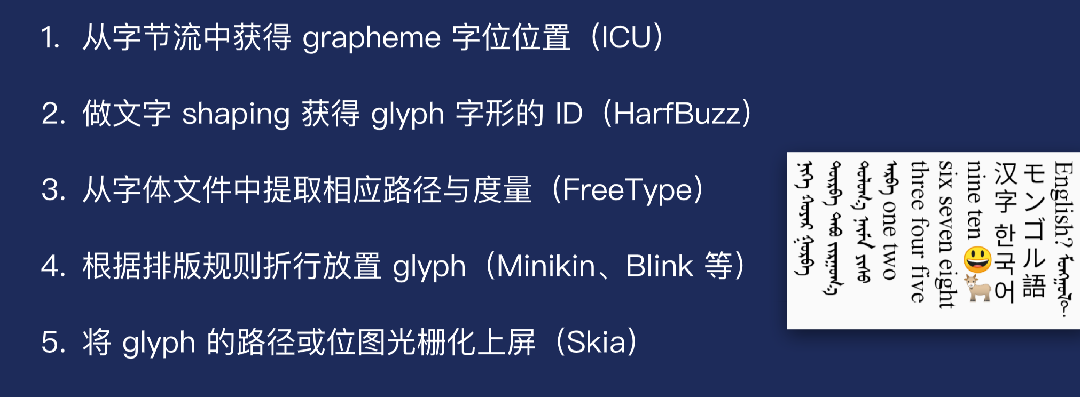 1. 从字节流中获得 grapheme 字位位置（ICU）
2. 做文字 shaping 获得 glyph 字形的 ID（HarfBuzz）
3. 从字体文件中提取相应路径与度量（FreeType）
4. 根据排版规则折行放置 glyph（Minikin、Blink 等）
5. 将 glyph 的路径或位图光栅化上屏（Skia）
one two
three four five
six seven eight
nine ten 😃🐐
汉字 한국어
モンゴル語
English?